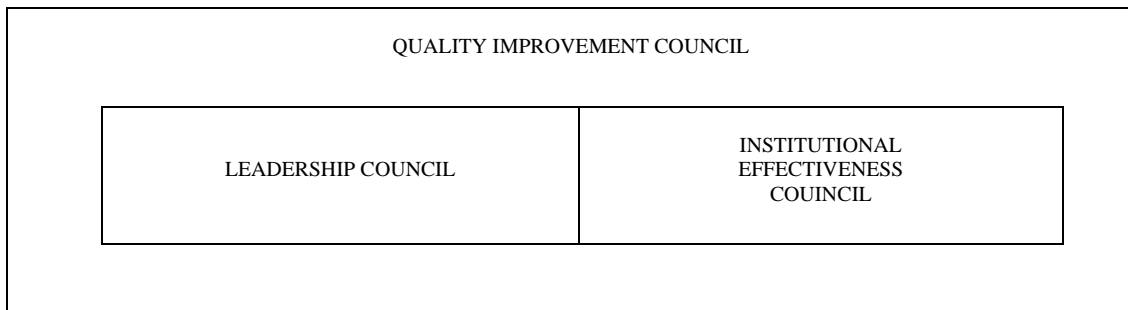 QUALITY IMPROVEMENT COUNCIL
LEADERSHIP COUNCIL
INSTITUTIONAL
EFFECTIVENESS
COUINCIL